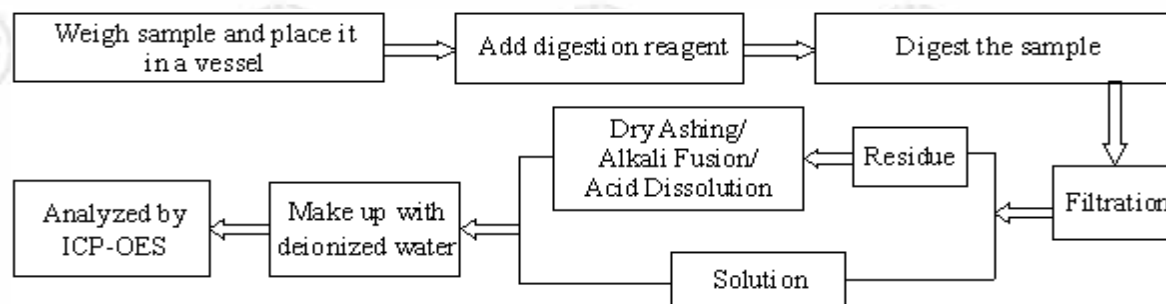 Weigh sample and place it
in a vessel
Add digestion reagent
Digest the sample
Dry Ashing/
Alkali Fusion/
Acid Dissolution
Residue
Filtration
Analyzed by
ICP-OES
Make up with
deionized water
Solution